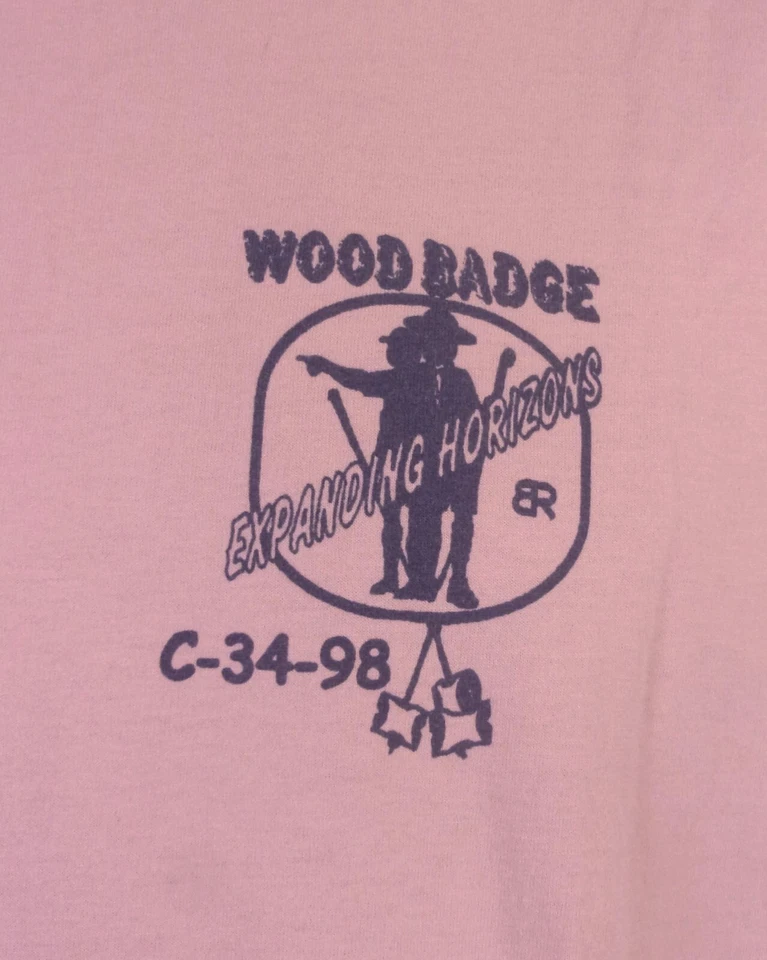 WOOD BADGE
EXPANDING HORIZONS
BR
C-34-98